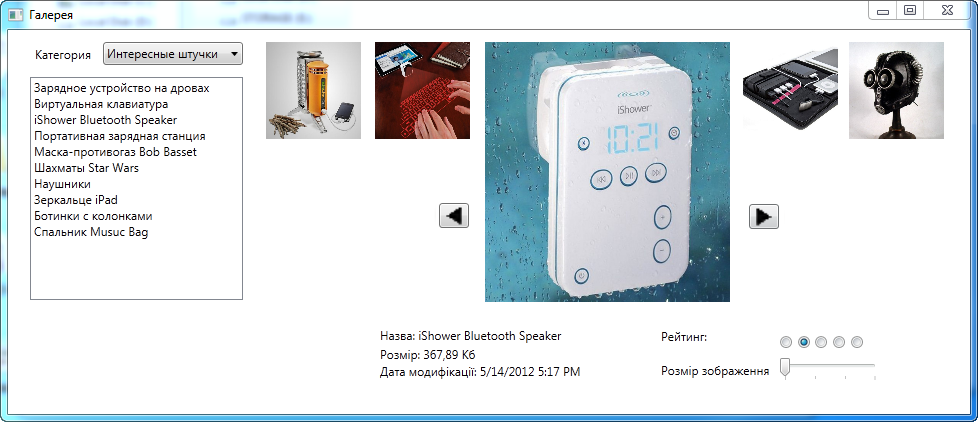 Галерея
Категория
Интересные штучки
Зарядное устройство на дровах
Виртуальная клавиатура
iShower Bluetooth Speaker
Портативная зарядная станция
Маска-противогаз Bob Basset
Шахматы Star Wars
Наушники
Зеркальце iPad
Ботинки с колонками
Спальник Musuc Bag
iShower
10:21
Назва: iShower Bluetooth Speaker
Розмір: 367,89 Кб
Дата модифікації: 5/14/2012 5:17 PM
Рейтинг:
Розмір зображення